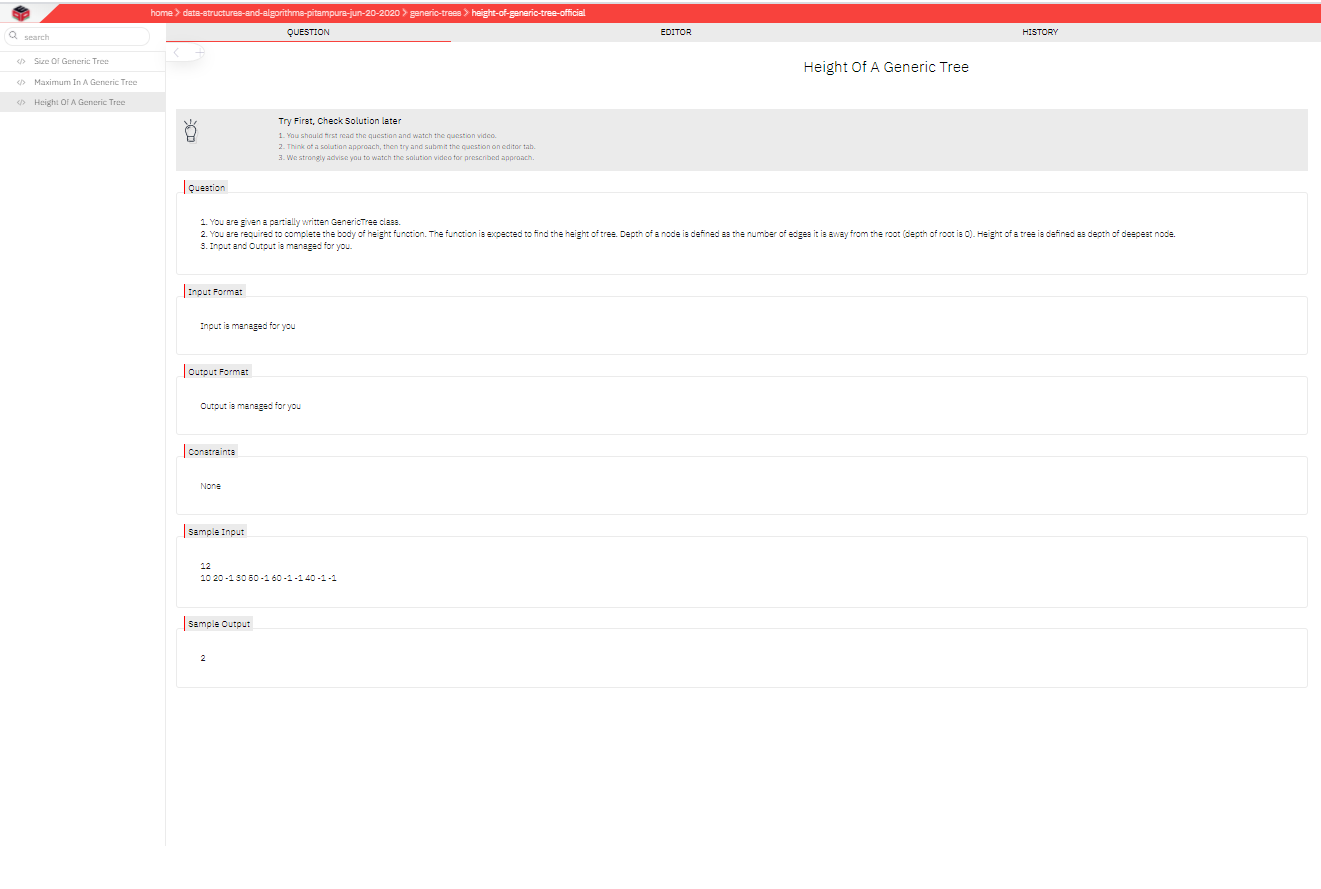 home > data-structures-and-algorithms-pitampura-jun-20-2020 > generic-trees > height-of-generic-tree-official
search
QUESTION
EDITOR
HISTORY
</> Size Of Generic Tree
</> Maximum In A Generic Tree
</> Height Of A Generic Tree
Height Of A Generic Tree
Try First, Check Solution later
1. You should first read the question and watch the question video.
2. Think of a solution approach, then try and submit the question on editor tab.
3. We strongly advise you to watch the solution video for prescribed approach.
Question
1. You are given a partially written GenericTree class.
2. You are required to complete the body of height function. The function is expected to find the height of tree. Depth of a node is defined as the number of edges it is away from the root (depth of root is 0). Height of a tree is defined as depth of deepest node.
3. Input and Output is managed for you.
Input Format
Input is managed for you
Output Format
Output is managed for you
Constraints
None
Sample Input
12
10 20 -1 30 50 -1 60 -1 -1 40 -1 -1
Sample Output
2